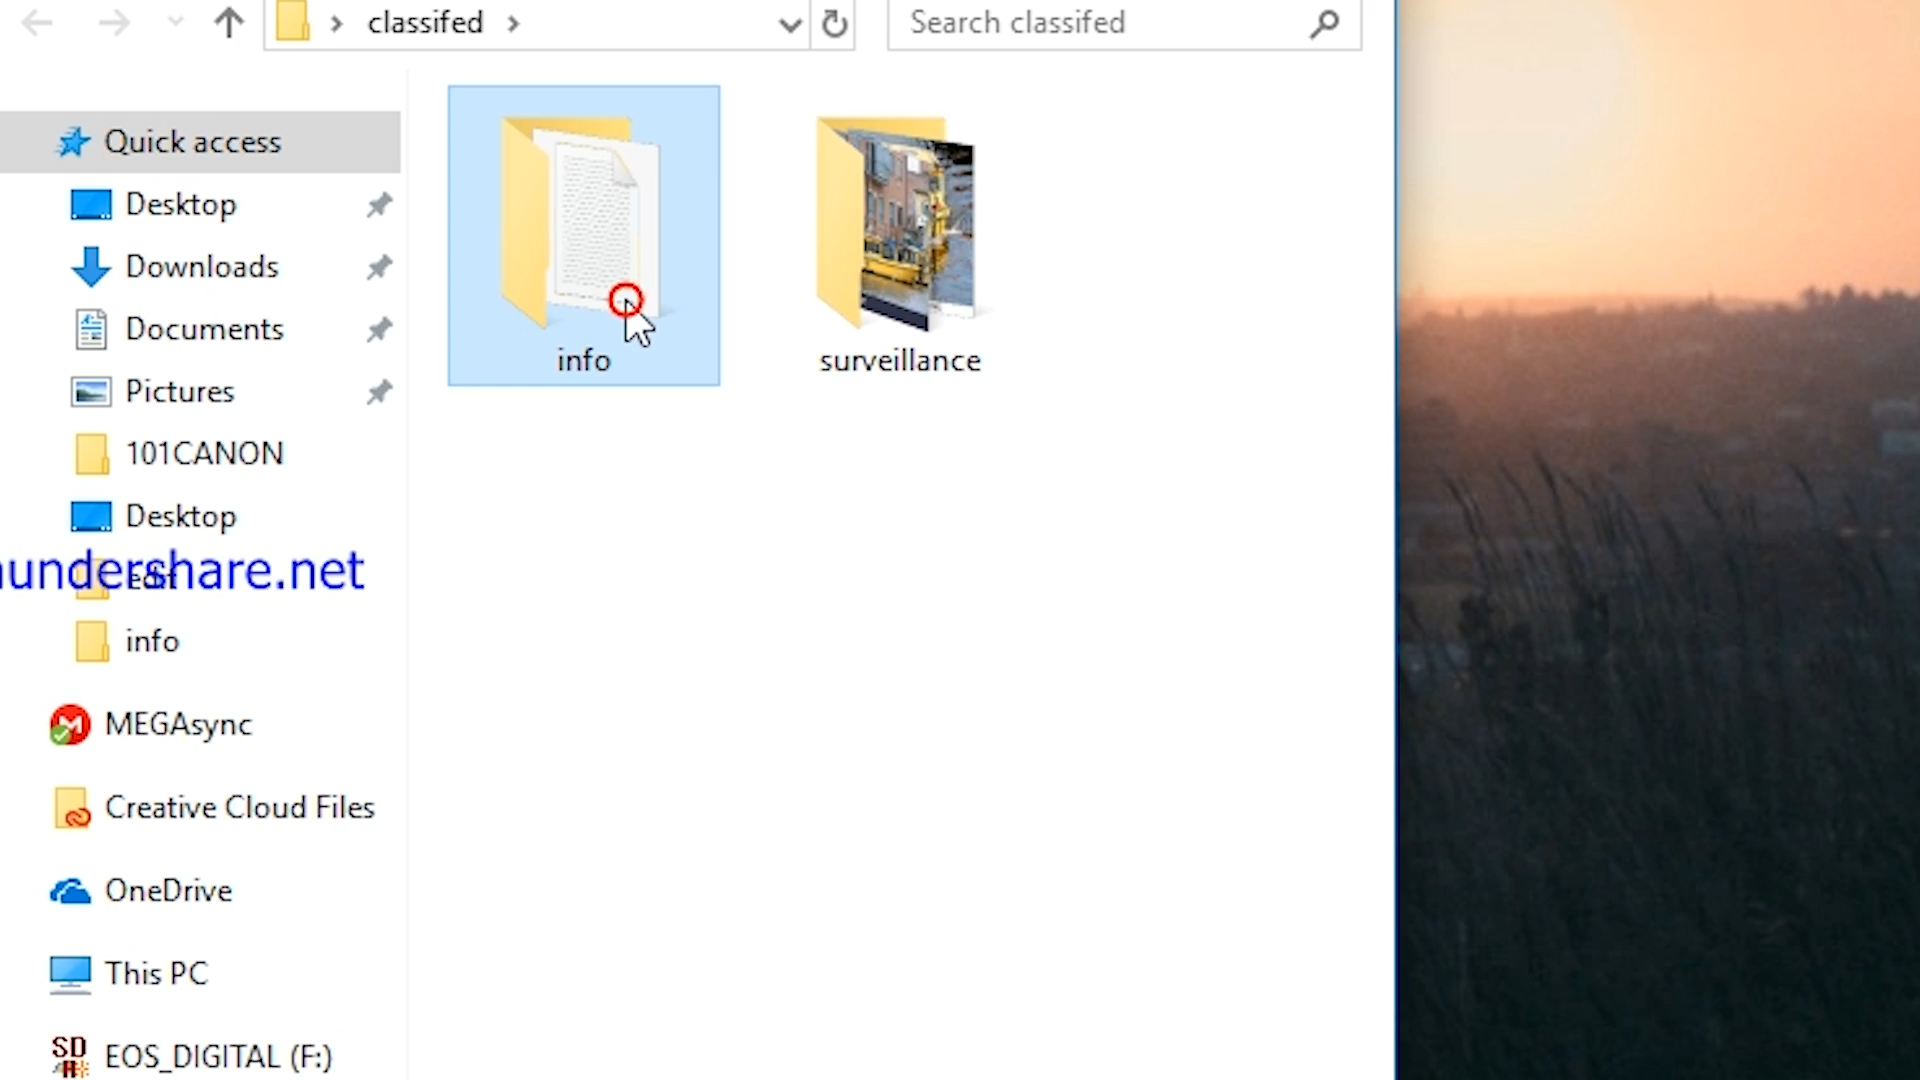 classifed
Search classifed
Quick access
Desktop
Downloads
Documents
Pictures
101CANON
Desktop
undershare.net
edit
info
MEGAsync
Creative Cloud Files
OneDrive
This PC
EOS_DIGITAL (F:)
info
surveillance